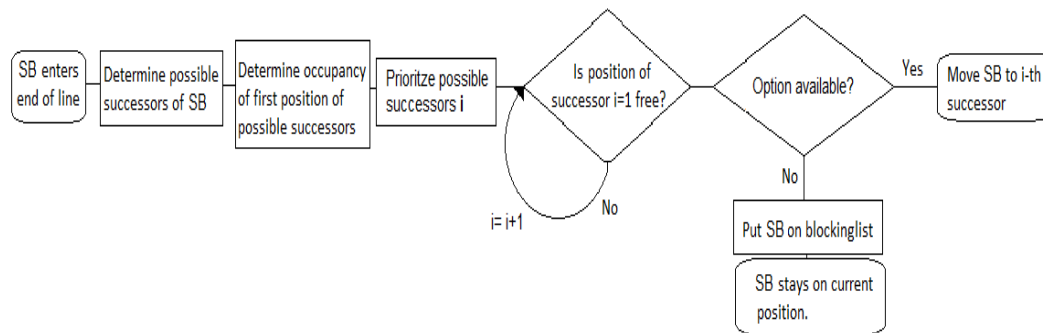 SB enters
end of line
Determine possible
successors of SB
Determine occupancy
of first position of
possible successors
Prioritze possible
successors i
Is position of
successor i=1 free?
i= i+1
No
Option available?
Yes
Move SB to i-th
successor
No
Put SB on blockinglist
SB stays on current
position.